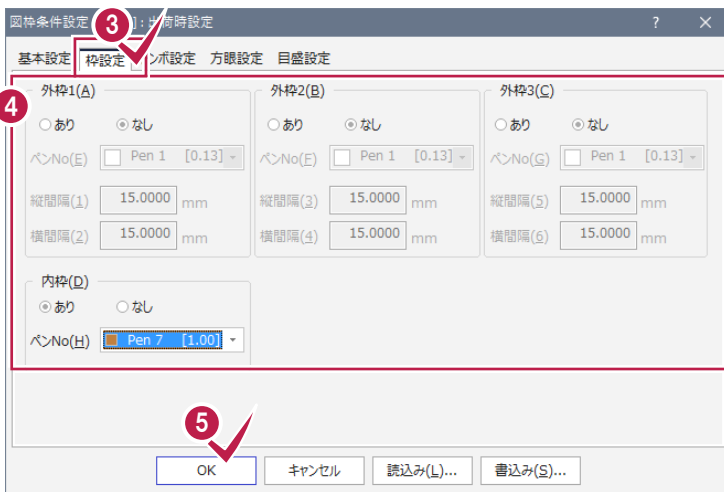 図枠条件設定 : 出荷時設定 ? ×
3
基本設定 枠設定 ンボ設定 方眼設定 目盛設定
4
外枠1(A) 外枠2(B) 外枠3(C)
あり なし あり なし あり なし
ペンNo(E) Pen 1 [0.13] ペンNo(F) Pen 1 [0.13] ペンNo(G) Pen 1 [0.13]
縦間隔(1) 15.0000 mm 縦間隔(3) 15.0000 mm 縦間隔(5) 15.0000 mm
横間隔(2) 15.0000 mm 横間隔(4) 15.0000 mm 横間隔(6) 15.0000 mm
内枠(D)
あり なし
ペンNo(H) Pen 7 [1.00]
5
OK キャンセル 読込み(L)... 書込み(S)...